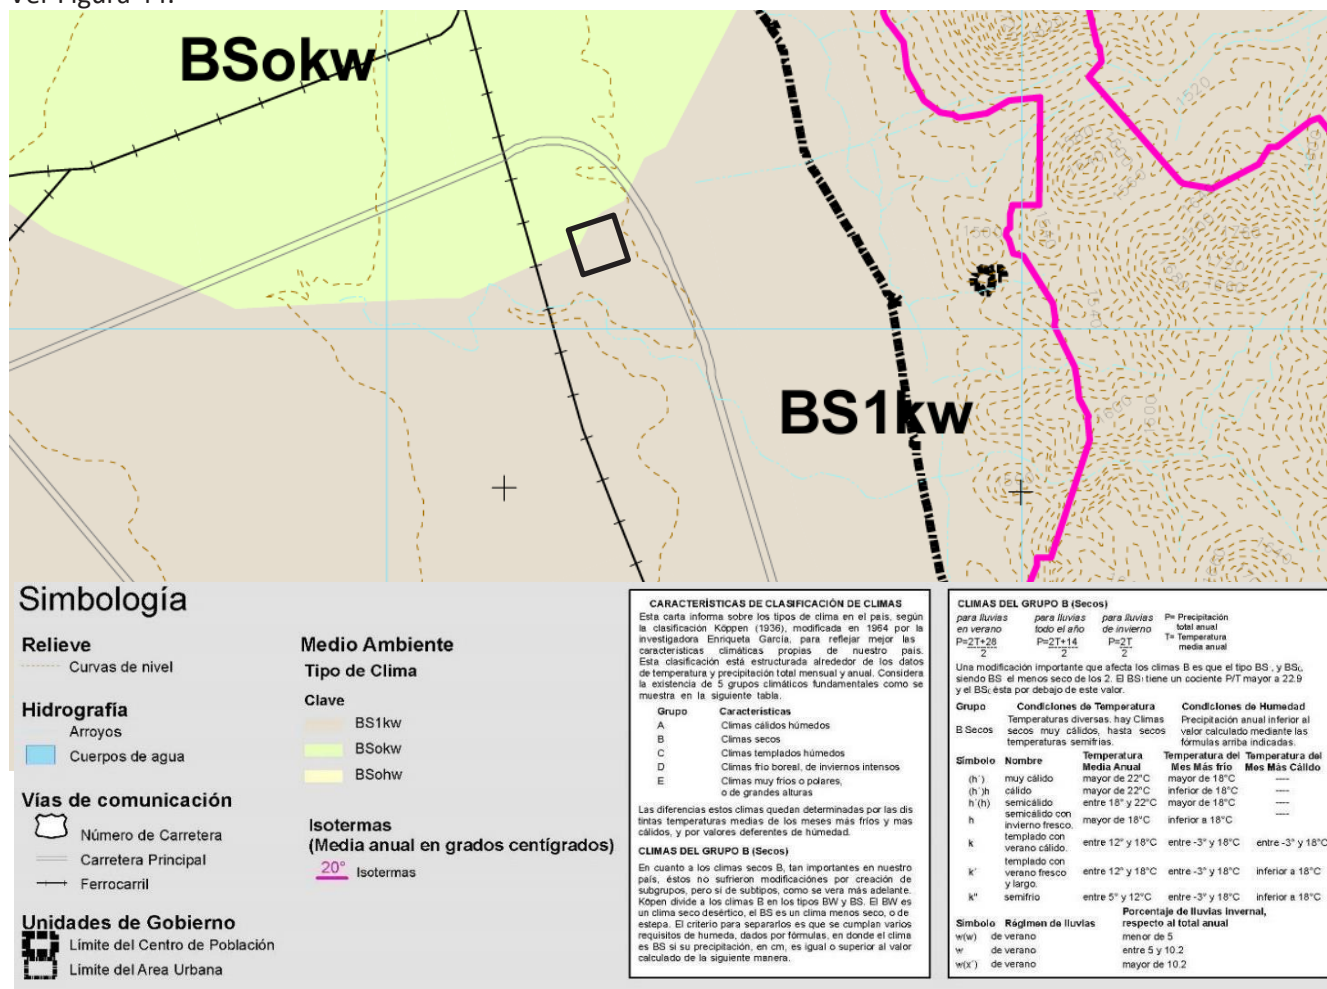 Ver Figura 44.
BSokw
BS1kw
1520
1500
1600
Simbología
Relieve
Curvas de nivel
Hidrografía
Arroyos
Cuerpos de agua
Vías de comunicación
Número de Carretera
Carretera Principal
Ferrocarril
Unidades de Gobierno
Límite del Centro de Población
Límite del Area Urbana
Medio Ambiente
Tipo de Clima
Clave
BS1kw
BSokw
BSohw
Isotermas
(Media anual en grados centígrados)
20° Isotermas
CARACTERÍSTICAS DE CLASIFICACIÓN DE CLIMAS
Esta carta informa sobre los tipos de clima en el país, según
la clasificación Köppen (1936), modificada en 1964 por la
investigadora Enriqueta García, para reflejar mejor las
características climáticas propias de nuestro país.
Esta clasificación está estructurada alrededor de los datos
de temperatura y precipitación total mensual y anual. Considera
la existencia de 5 grupos climáticos fundamentales como se
muestra en la siguiente tabla.
Grupo Características
A Climas cálidos húmedos
B Climas secos
C Climas templados húmedos
D Climas frio boreal, de inviernos intensos
E Climas muy fríos o polares,
o de grandes alturas
Las diferencias estos climas quedan determinadas por las dis
tintas temperaturas medias de los meses más fríos y mas
cálidos, y por valores deferentes de húmedad.
CLIMAS DEL GRUPO B (Secos)
En cuanto a los climas secos B, tan importantes en nuestro
país, éstos no sufrieron modificaciónes por creación de
subgrupos, pero si de subtipos, como se vera más adelante.
Köpen divide a los climas B en los tipos BW y BS. El BW es
un clima seco desértico, el BS es un clima menos seco, o de
estepa. El criterio para separarlos es que se cumplan varios
requisitos de humeda, dados por fórmulas, en donde el clima
es BS si su precipitación, en cm, es igual o superior al valor
calculado de la siguiente manera.
CLIMAS DEL GRUPO B (Secos)
para lluvias en verano P=2T+28 2
para lluvias todo el año P=2T+14 2
para lluvias de invierno P=2T 2
P= Precipitación total anual
T= Temperatura media anual
Una modificación importante que afecta los climas B es que el tipo BS , y BS₀,
siendo BS el menos seco de los 2. El BS₁ tiene un cociente P/T mayor a 22.9
y el BS₀ ésta por debajo de este valor.
Grupo Condiciones de Temperatura Condiciones de Humedad
B Secos Temperaturas diversas. hay Climas secos muy cálidos, hasta secos temperaturas semifrias. Precipitación anual inferior al valor calculado mediante las fórmulas arriba indicadas.
Símbolo Nombre Temperatura Media Anual Temperatura del Mes Más frío Temperatura del Mes Más Cálido
(h´) muy cálido mayor de 22°C mayor de 18°C ----
(h´)h cálido mayor de 22°C inferior de 18°C ----
h´(h) semicálido entre 18° y 22°C mayor de 18°C ----
h semicálido con invierno fresco. mayor de 18°C inferior a 18°C ----
k templado con verano cálido. entre 12° y 18°C entre -3° y 18°C entre -3° y 18°C
k´ templado con verano fresco y largo. entre 12° y 18°C entre -3° y 18°C inferior a 18°C
k" semifrio entre 5° y 12°C entre -3° y 18°C inferior a 18°C
Símbolo Régimen de lluvias Porcentaje de lluvias invernal, respecto al total anual
w(w) de verano menor de 5
w de verano entre 5 y 10.2
w(x´) de verano mayor de 10.2